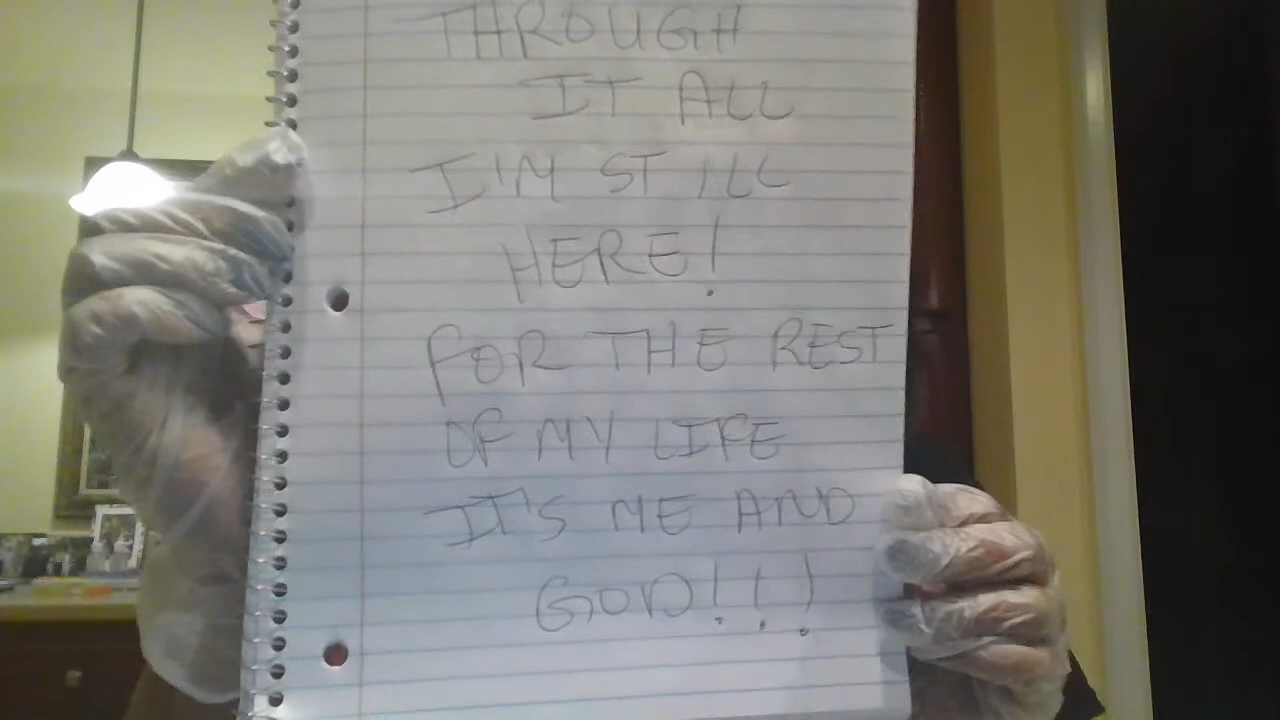 THROUGH
IT ALL
I'M STILL
HERE!
FOR THE REST
OF MY LIFE
IT'S ME AND
GOD!!!